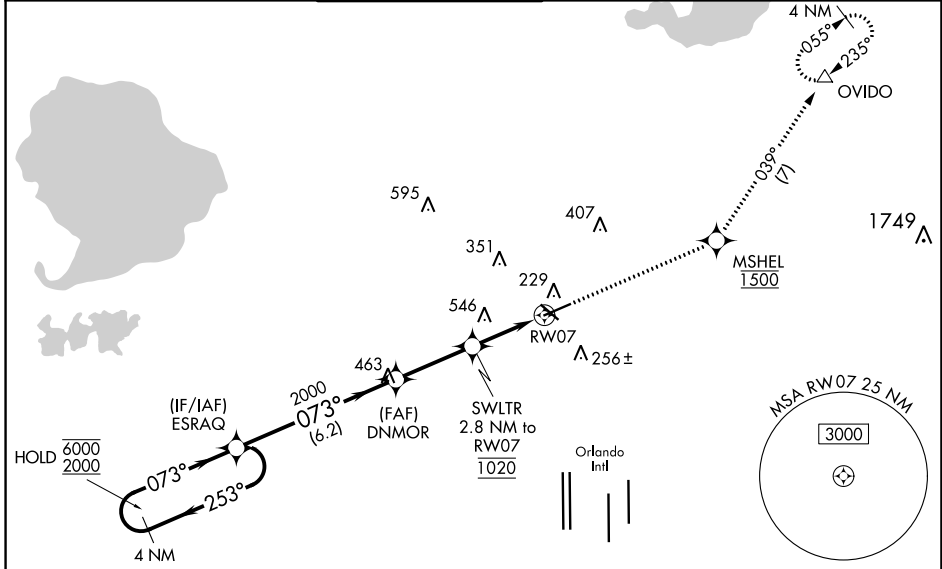 4 NM
055°
235°
OVIDO
039°
(7)
595
407
1749
351
MSHEL
1500
229
546
RW07
256±
463
(IF/IAF)
ESRAQ
2000
073°
(6.2)
(FAF)
DNMOR
SWLTR
2.8 NM to
RW07
1020
HOLD 6000
2000
073°
253°
4 NM
Orlando
Intl
MSA RW07 25 NM
3000